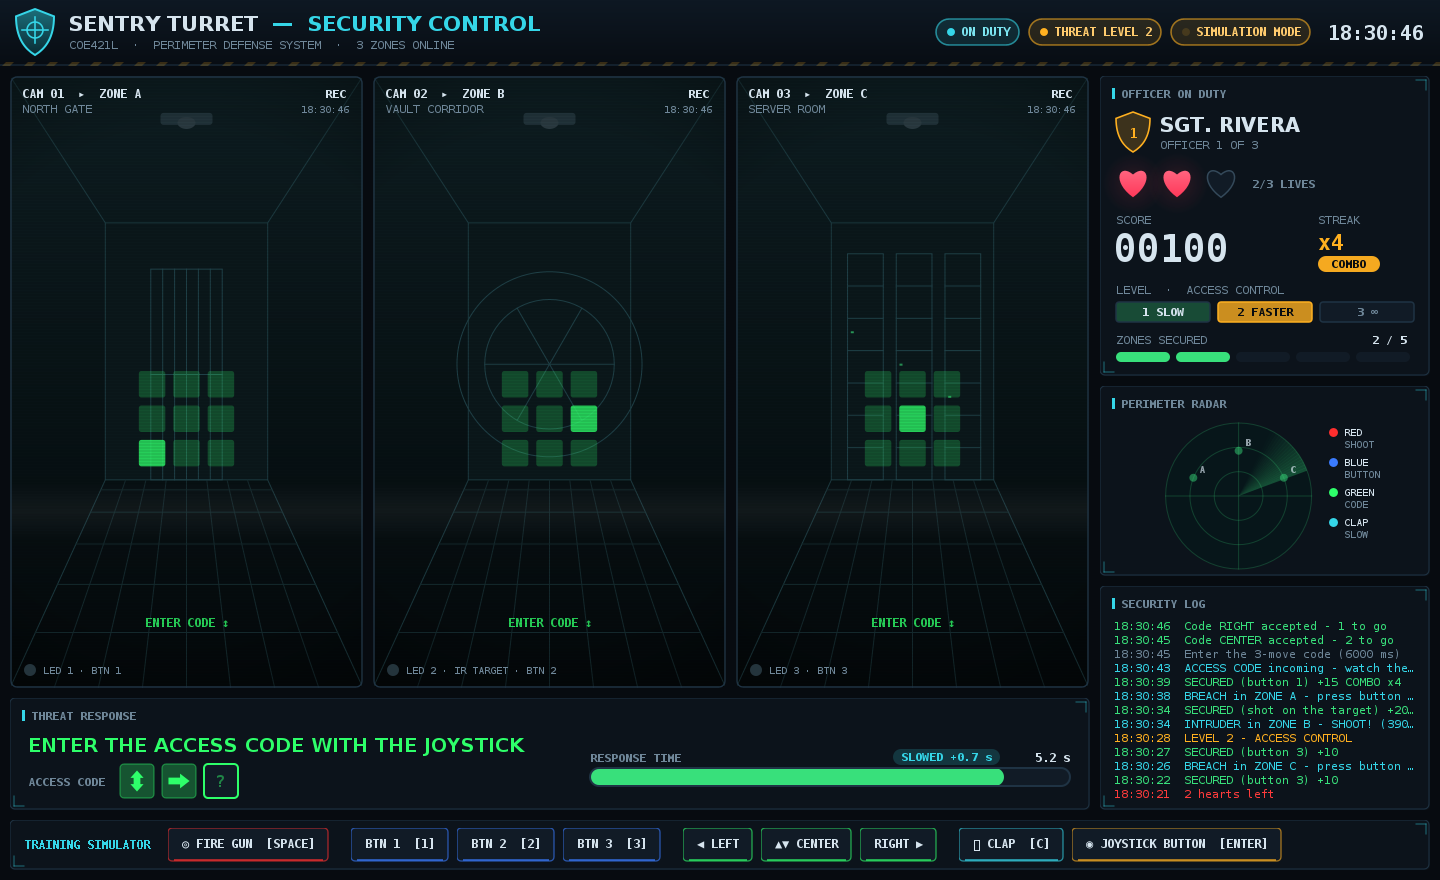 SENTRY TURRET — SECURITY CONTROL
COE421L · PERIMETER DEFENSE SYSTEM · 3 ZONES ONLINE
ON DUTY
THREAT LEVEL 2
SIMULATION MODE
18:30:46
CAM 01 ▸ ZONE A
REC
NORTH GATE
18:30:46
ENTER CODE ↕
LED 1 · BTN 1
CAM 02 ▸ ZONE B
REC
VAULT CORRIDOR
18:30:46
ENTER CODE ↕
LED 2 · IR TARGET · BTN 2
CAM 03 ▸ ZONE C
REC
SERVER ROOM
18:30:46
ENTER CODE ↕
LED 3 · BTN 3
OFFICER ON DUTY
1
SGT. RIVERA
OFFICER 1 OF 3
2/3 LIVES
SCORE
STREAK
00100
x4
COMBO
LEVEL · ACCESS CONTROL
1 SLOW
2 FASTER
3 ∞
ZONES SECURED
2 / 5
PERIMETER RADAR
A
B
C
RED
SHOOT
BLUE
BUTTON
GREEN
CODE
CLAP
SLOW
SECURITY LOG
18:30:46 Code RIGHT accepted - 1 to go
18:30:45 Code CENTER accepted - 2 to go
18:30:45 Enter the 3-move code (6000 ms)
18:30:43 ACCESS CODE incoming - watch the…
18:30:39 SECURED (button 1) +15 COMBO x4
18:30:38 BREACH in ZONE A - press button …
18:30:34 SECURED (shot on the target) +20…
18:30:34 INTRUDER in ZONE B - SHOOT! (390…
18:30:28 LEVEL 2 - ACCESS CONTROL
18:30:27 SECURED (button 3) +10
18:30:26 BREACH in ZONE C - press button …
18:30:22 SECURED (button 3) +10
18:30:21 2 hearts left
THREAT RESPONSE
ENTER THE ACCESS CODE WITH THE JOYSTICK
ACCESS CODE
?
RESPONSE TIME
SLOWED +0.7 s
5.2 s
TRAINING SIMULATOR
◎ FIRE GUN [SPACE]
BTN 1 [1]
BTN 2 [2]
BTN 3 [3]
◀ LEFT
▲▼ CENTER
RIGHT ▶
CLAP [C]
◉ JOYSTICK BUTTON [ENTER]